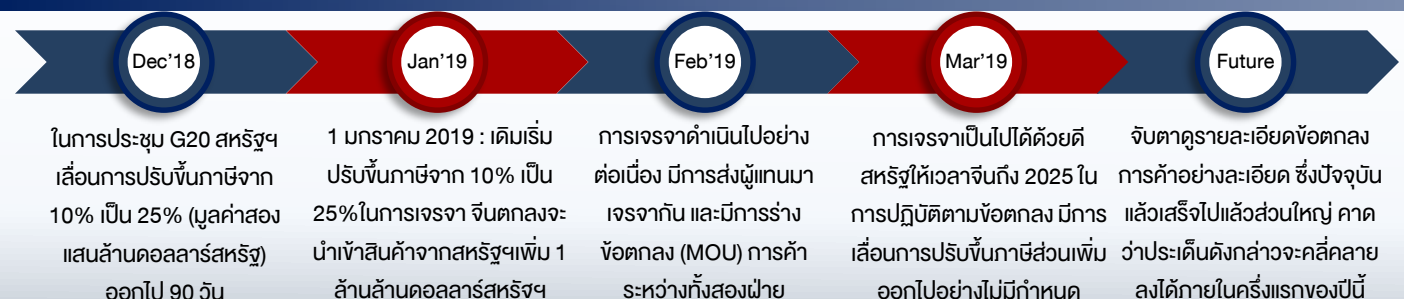 Dec'18
ในการประชุม G20 สหรัฐฯ
เลื่อนการปรับขึ้นภาษีจาก
10% เป็น 25% (มูลค่าสอง
แสนล้านดอลลาร์สหรัฐ)
ออกไป 90 วัน
Jan'19
1 มกราคม 2019 : เดิมเริ่ม
ปรับขึ้นภาษีจาก 10% เป็น
25%ในการเจรจา จีนตกลงจะ
นำเข้าสินค้าจากสหรัฐฯเพิ่ม 1
ล้านล้านดอลลาร์สหรัฐฯ
Feb'19
การเจรจาดำเนินไปอย่าง
ต่อเนื่อง มีการส่งผู้แทนมา
เจรจากัน และมีการร่าง
ข้อตกลง (MOU) การค้า
ระหว่างทั้งสองฝ่าย
Mar'19
การเจรจาเป็นไปได้ด้วยดี
สหรัฐให้เวลาจีนถึง 2025 ใน
การปฏิบัติตามข้อตกลง มีการ
เลื่อนการปรับขึ้นภาษีส่วนเพิ่ม
ออกไปอย่างไม่มีกำหนด
Future
จับตาดูรายละเอียดข้อตกลง
การค้าอย่างละเอียด ซึ่งปัจจุบัน
แล้วเสร็จไปแล้วส่วนใหญ่ คาด
ว่าประเด็นดังกล่าวจะคลี่คลาย
ลงได้ภายในครึ่งแรกของปีนี้